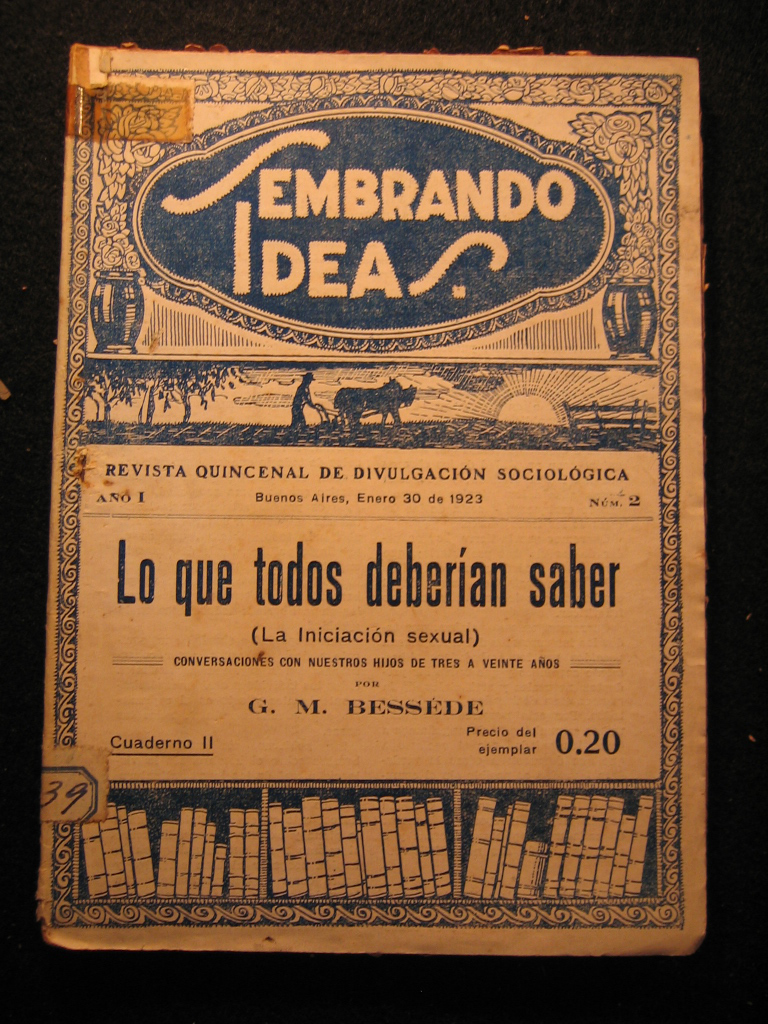 SEMBRANDO
IDEAS.
REVISTA QUINCENAL DE DIVULGACIÓN SOCIOLÓGICA
AÑO I Buenos Aires, Enero 30 de 1923 NÚM. 2
Lo que todos deberían saber
(La Iniciación sexual)
CONVERSACIONES CON NUESTROS HIJOS DE TRES A VEINTE AÑOS
POR
G. M. BESSÉDE
Cuaderno II
Precio del
ejemplar 0.20
39